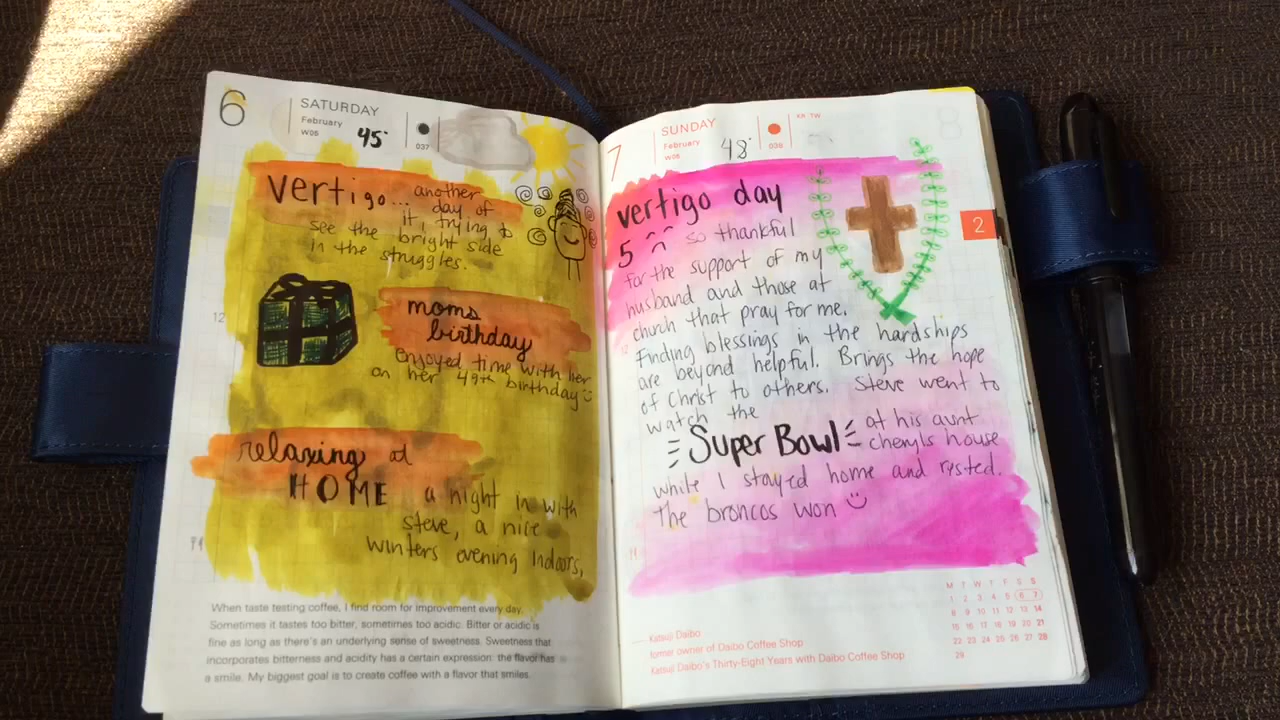 6
SATURDAY
February
W05
45°
037
vertigo... another
day of
it, trying to
see the bright side
in the struggles.
12
moms
birthday
enjoyed time with her
on her 49th birthday
relaxing at
HOME a night in with
steve, a nice
winters evening indoors,
When taste testing coffee, I find room for improvement every day.
Sometimes it tastes too bitter, sometimes too acidic. Bitter or acidic is
fine as long as there's an underlying sense of sweetness. Sweetness that
incorporates bitterness and acidity has a certain expression: the flavor has
a smile. My biggest goal is to create coffee with a flavor that smiles.
7
SUNDAY
February
W05
48°
038
KR TW
8
2
vertigo day
5 so thankful
for the support of my
husband and those at
church that pray for me.
Finding blessings in the hardships
are beyond helpful. Brings the hope
of Christ to others. Steve went to
watch the
Super Bowl at his aunt
cheryls house
while I stayed home and rested.
The broncos won
Katsuji Daibo
former owner of Daibo Coffee Shop
Katsuji Daibo's Thirty-Eight Years with Daibo Coffee Shop
M T W T F S S
1 2 3 4 5 6 7
8 9 10 11 12 13 14
15 16 17 18 19 20 21
22 23 24 25 26 27 28
29